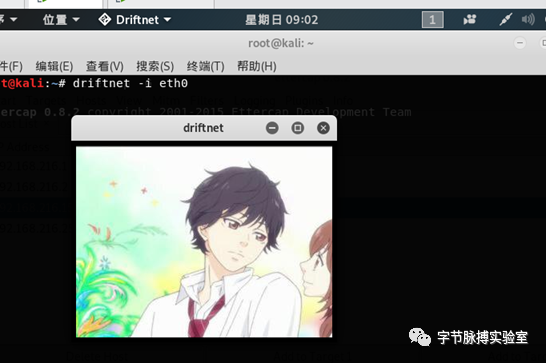 位置 Driftnet 星期日 09:02 1
root@kali: ~
件(F) 编辑(E) 查看(V) 搜索(S) 终端(T) 帮助(H)
t@kali:~# driftnet -i eth0
ercap 0.8.2 copyright 2001-2015 Ettercap Development Team
driftnet
字节脉搏实验室